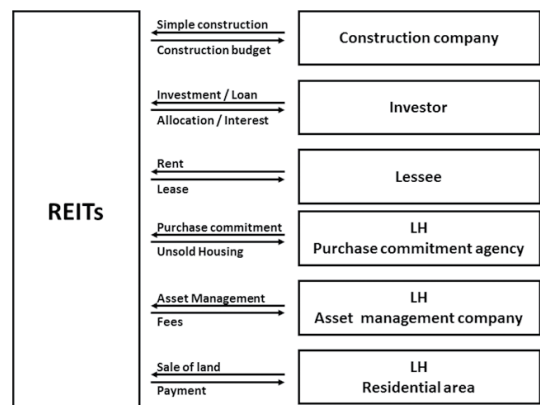 REITs
Simple construction
Construction budget
Construction company
Investment / Loan
Allocation / Interest
Investor
Rent
Lease
Lessee
Purchase commitment
Unsold Housing
LH
Purchase commitment agency
Asset Management
Fees
LH
Asset management company
Sale of land
Payment
LH
Residential area